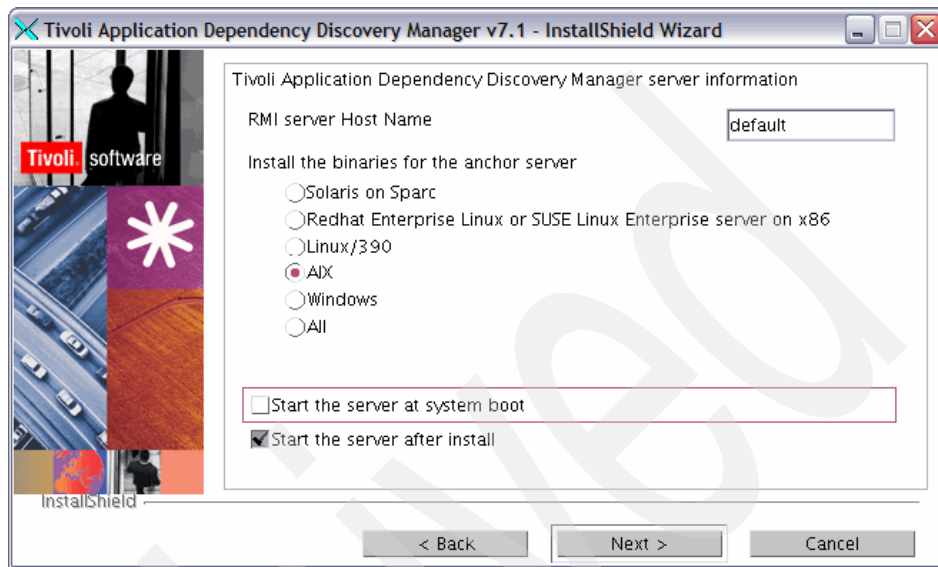 Tivoli Application Dependency Discovery Manager v7.1 - InstallShield Wizard
Tivoli Application Dependency Discovery Manager server information
RMI server Host Name
default
Install the binaries for the anchor server
Tivoli. software
Solaris on Sparc
Redhat Enterprise Linux or SUSE Linux Enterprise server on x86
Linux/390
AIX
Windows
All
Start the server at system boot
Start the server after install
InstallShield
< Back
Next >
Cancel